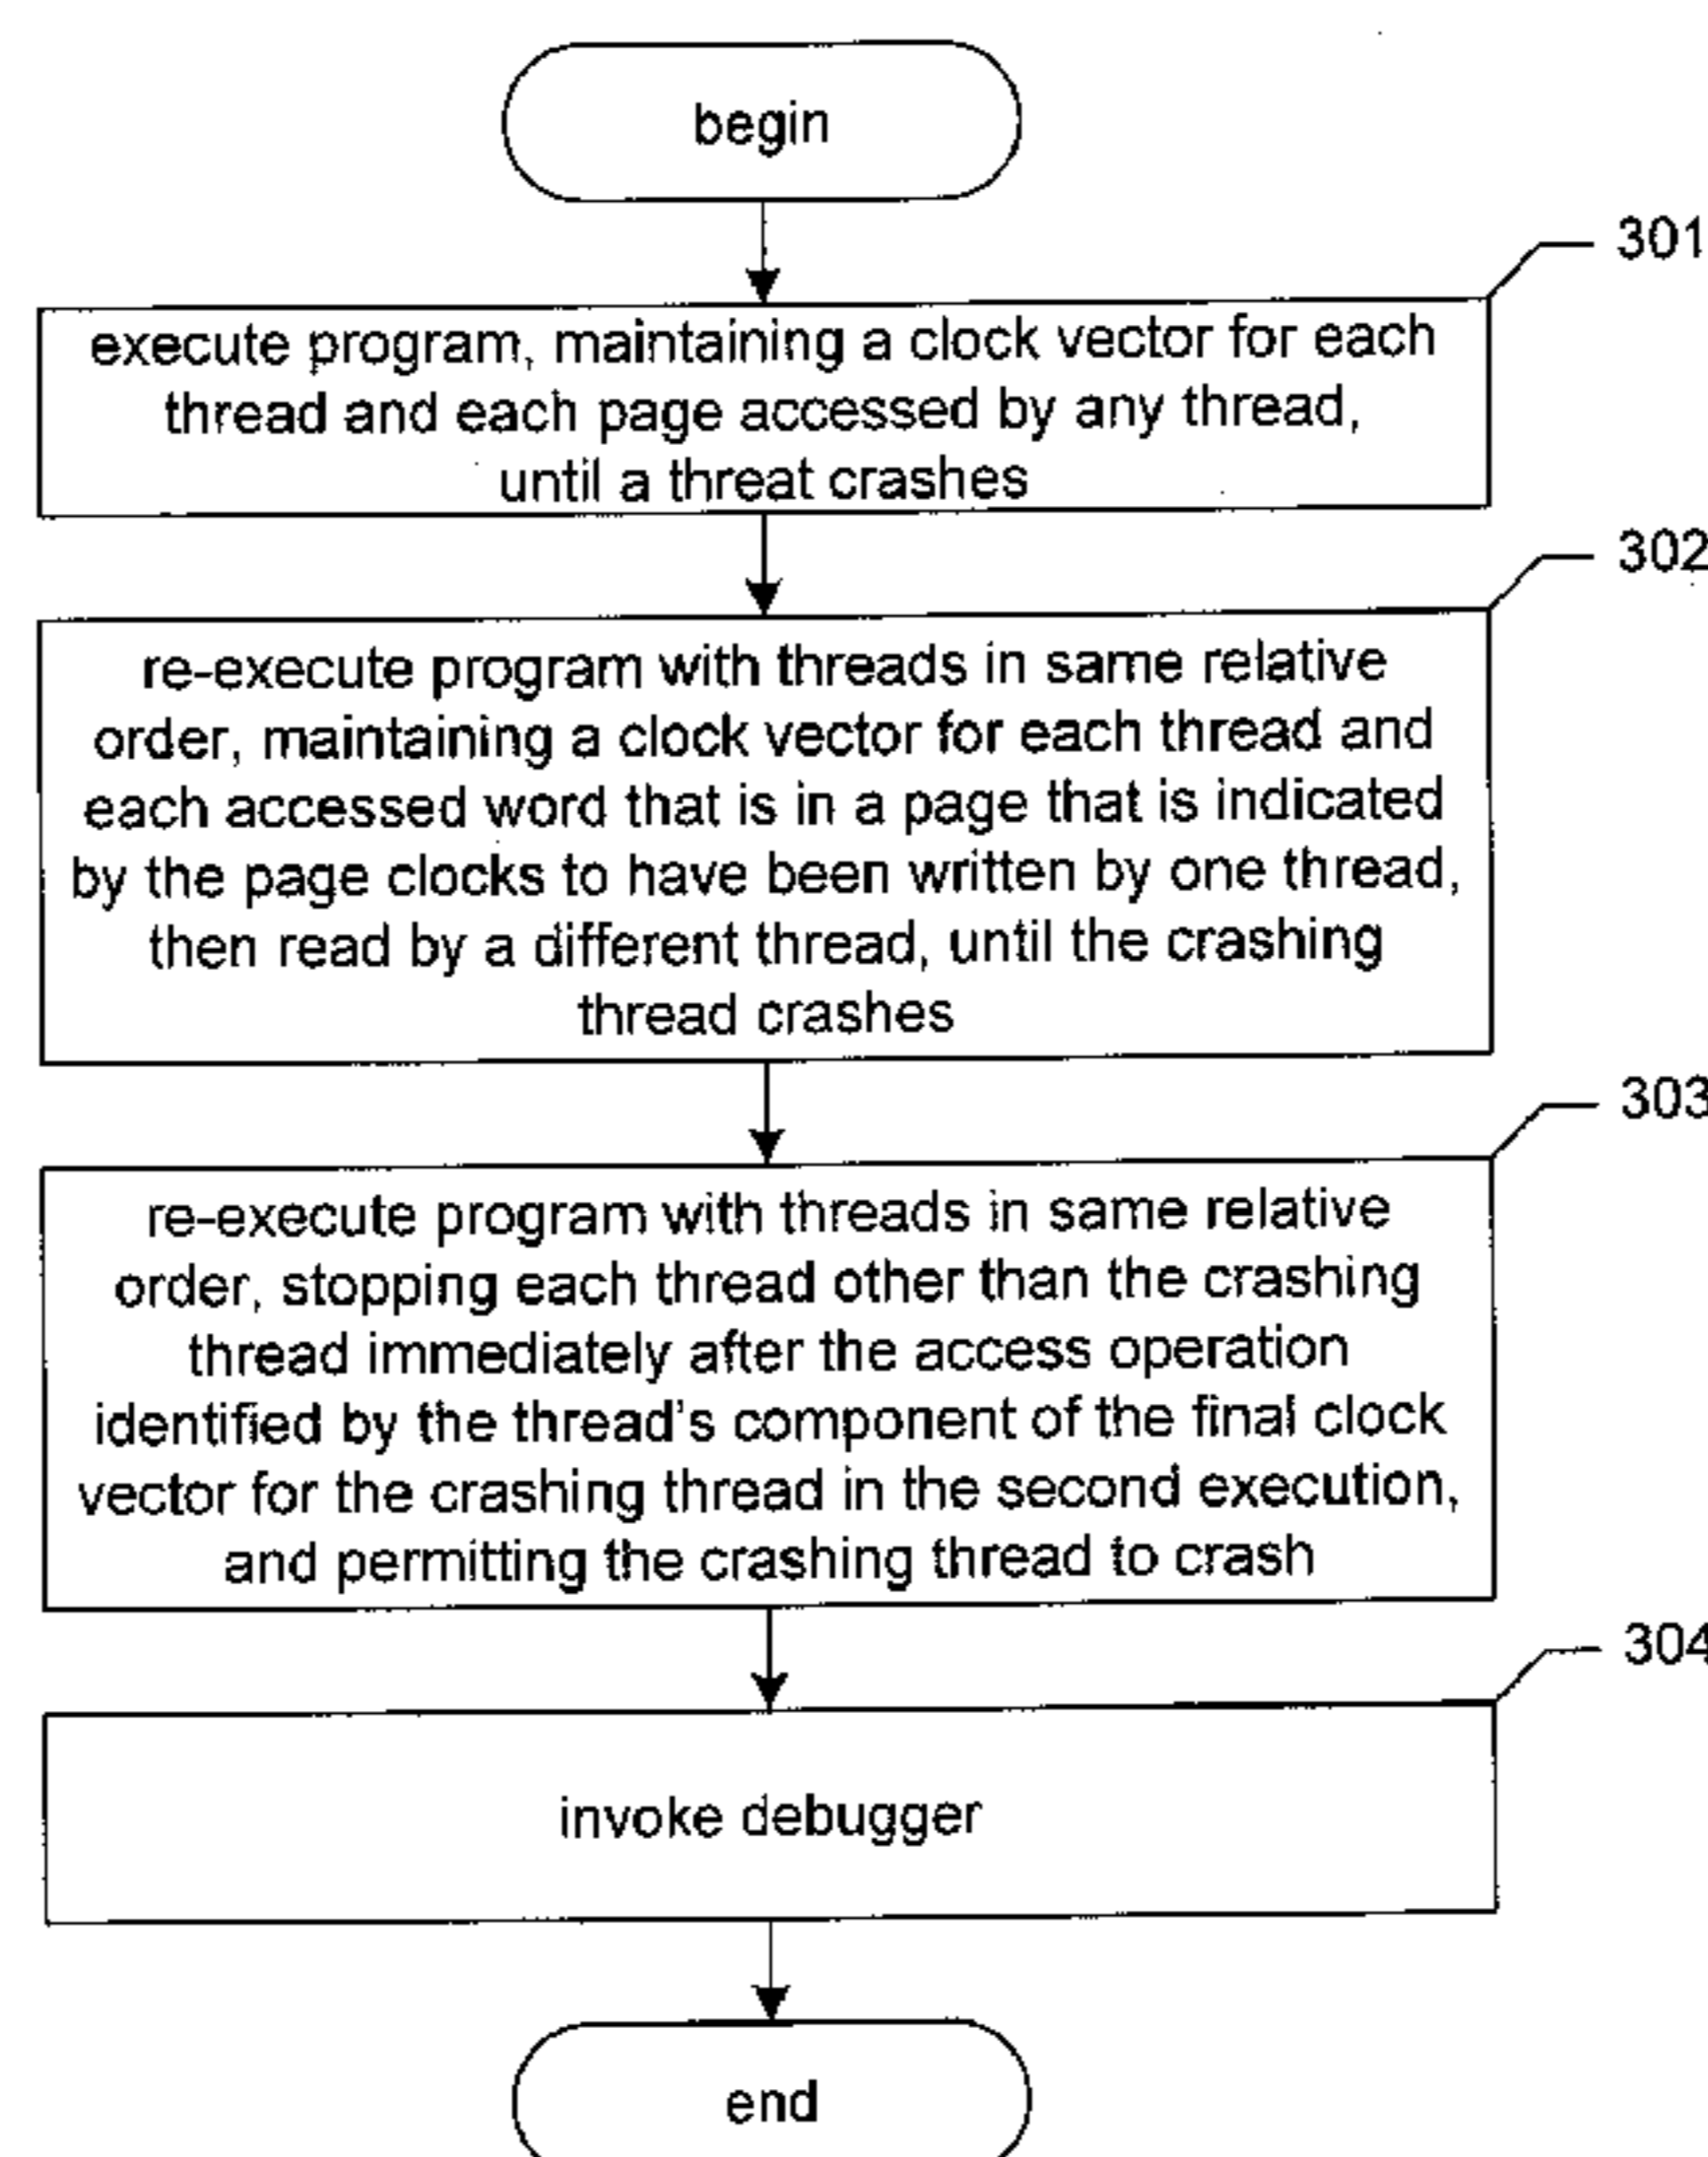 begin
301
execute program, maintaining a clock vector for each
thread and each page accessed by any thread,
until a threat crashes
302
re-execute program with threads in same relative
order, maintaining a clock vector for each thread and
each accessed word that is in a page that is indicated
by the page clocks to have been written by one thread,
then read by a different thread, until the crashing
thread crashes
303
re-execute program with threads in same relative
order, stopping each thread other than the crashing
thread immediately after the access operation
identified by the thread's component of the final clock
vector for the crashing thread in the second execution,
and permitting the crashing thread to crash
304
invoke debugger
end